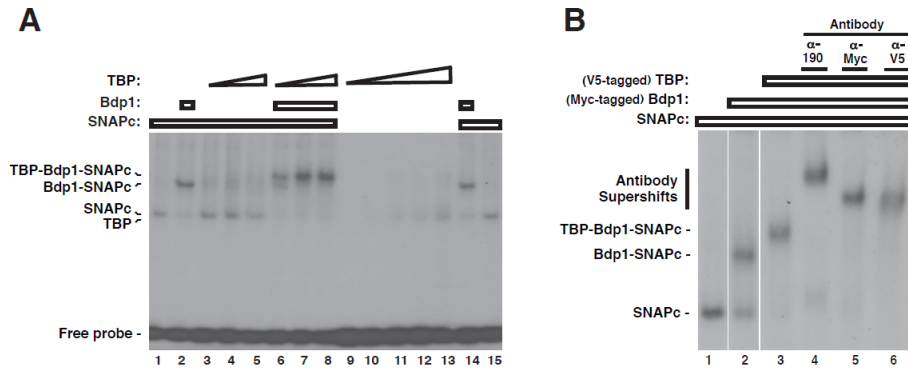 A
TBP:
Bdp1:
SNAPc:
TBP-Bdp1-SNAPc
Bdp1-SNAPc
SNAPc
TBP
Free probe -
1 2 3 4 5 6 7 8 9 10 11 12 13 14 15
B
Antibody
α- α- α-
190 Myc V5
(V5-tagged) TBP:
(Myc-tagged) Bdp1:
SNAPc:
Antibody
Supershifts
TBP-Bdp1-SNAPc -
Bdp1-SNAPc -
SNAPc -
1 2 3 4 5 6